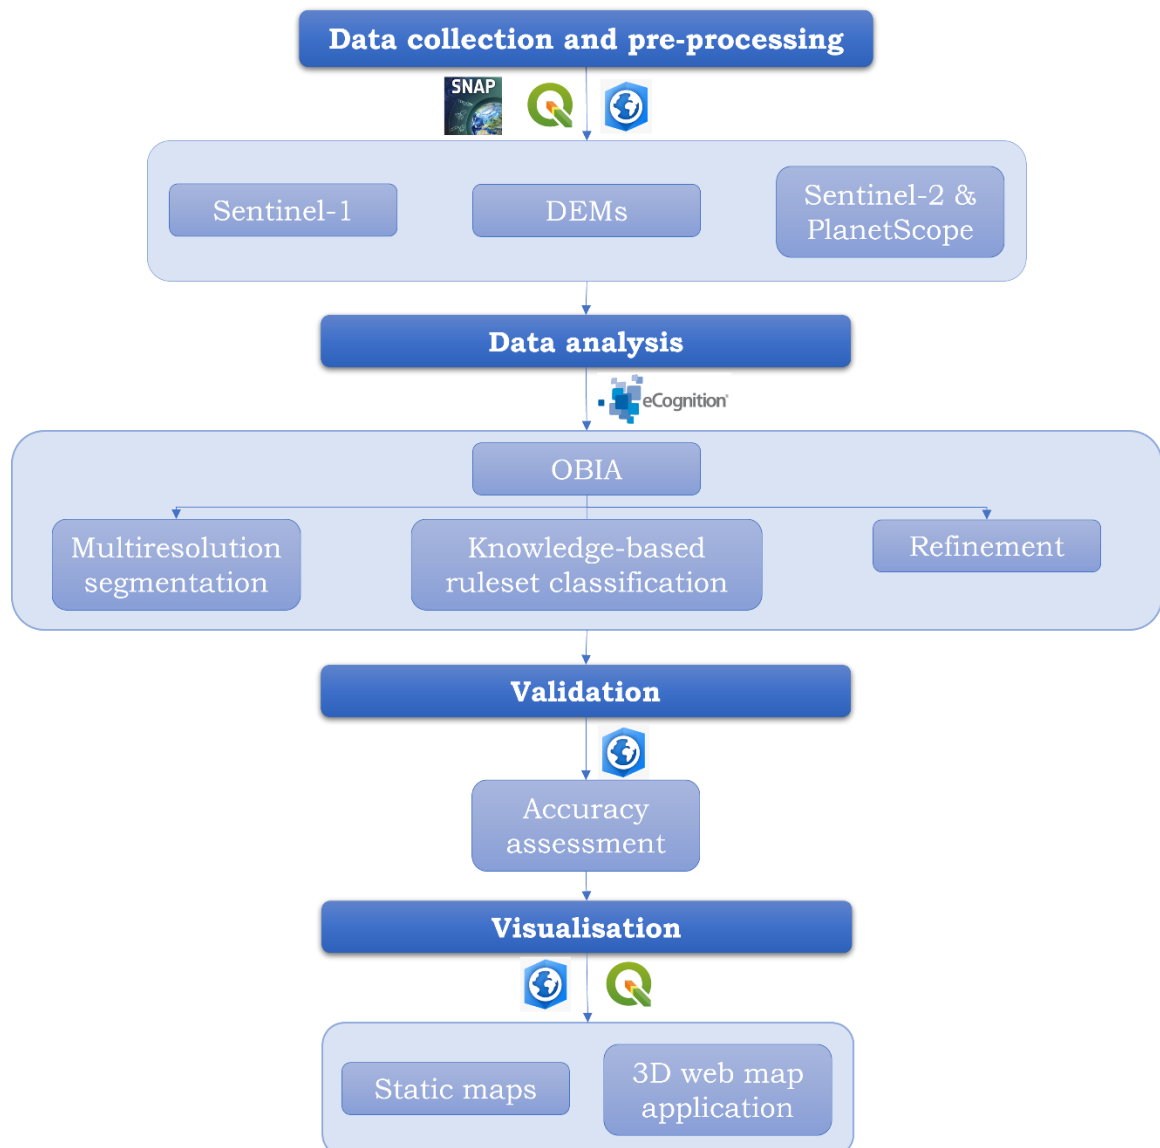 Data collection and pre-processing
SNAP
Sentinel-1
DEMs
Sentinel-2 &
PlanetScope
Data analysis
eCognition®
OBIA
Multiresolution
segmentation
Knowledge-based
ruleset classification
Refinement
Validation
Accuracy
assessment
Visualisation
Static maps
3D web map
application